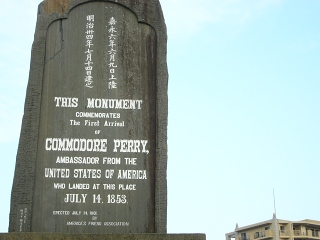 嘉永六年六月九日上陸
明治卅四年七月十四日建之
THIS MONUMENT
COMMEMORATES
The First Arrival
OF
COMMODORE PERRY,
AMBASSADOR FROM THE
UNITED STATES OF AMERICA
WHO LANDED AT THIS PLACE
JULY 14. 1853.
ERECTED JULY 14. 1901
BY
AMERICA'S FRIEND ASSOCIATION